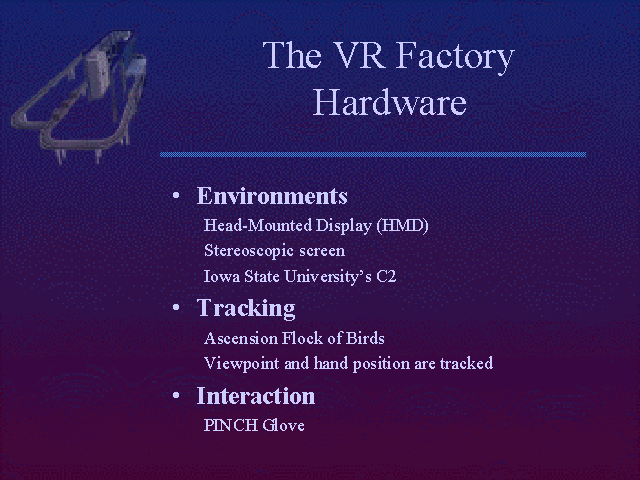 The VR Factory
Hardware
• Environments
Head-Mounted Display (HMD)
Stereoscopic screen
Iowa State University's C2
• Tracking
Ascension Flock of Birds
Viewpoint and hand position are tracked
• Interaction
PINCH Glove